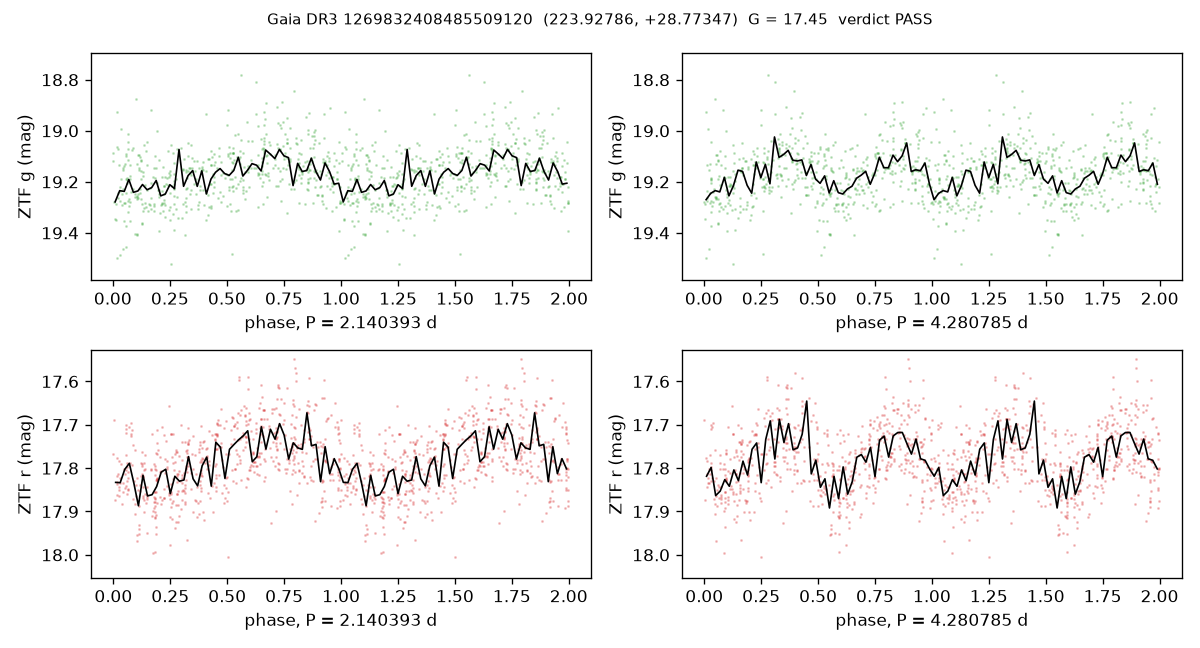 Gaia DR3 1269832408485509120 (223.92786, +28.77347) G = 17.45 verdict PASS
ZTF g (mag)
18.8
19.0
19.2
19.4
0.00 0.25 0.50 0.75 1.00 1.25 1.50 1.75 2.00
phase, P = 2.140393 d
ZTF g (mag)
18.8
19.0
19.2
19.4
0.00 0.25 0.50 0.75 1.00 1.25 1.50 1.75 2.00
phase, P = 4.280785 d
ZTF r (mag)
17.6
17.7
17.8
17.9
18.0
0.00 0.25 0.50 0.75 1.00 1.25 1.50 1.75 2.00
phase, P = 2.140393 d
ZTF r (mag)
17.6
17.7
17.8
17.9
18.0
0.00 0.25 0.50 0.75 1.00 1.25 1.50 1.75 2.00
phase, P = 4.280785 d